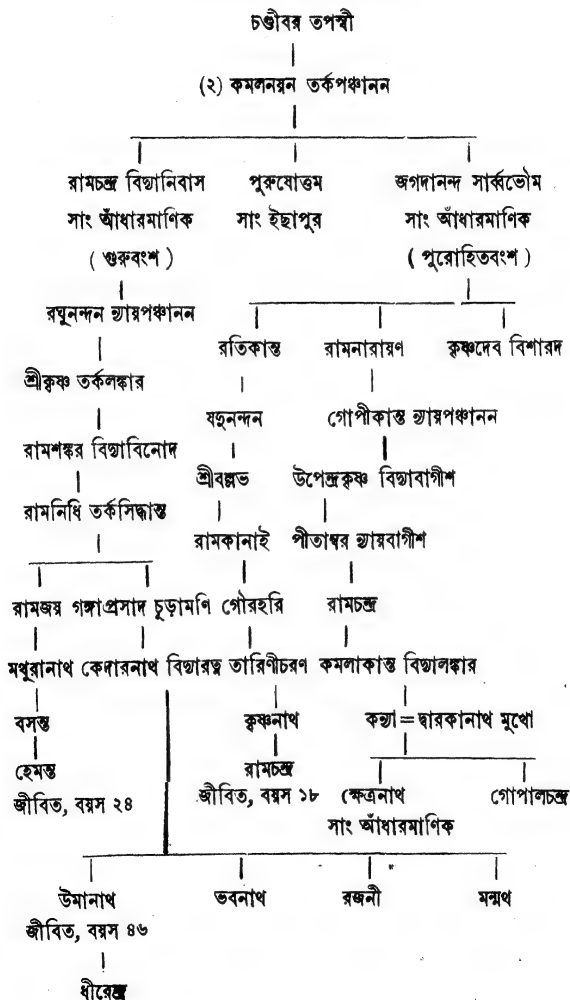 চণ্ডীবর তপস্বী
(২) কমলনয়ন তর্কপঞ্চানন
রামচন্দ্র বিদ্যানিবাস পুরুষোত্তম জগদানন্দ সার্ব্বভৌম
সাং আঁধারমাণিক সাং ইছাপুর সাং আঁধারমাণিক
( গুরুবংশ ) ( পুরোহিতবংশ )
রঘুনন্দন ন্যায়পঞ্চানন
রতিকান্ত রামনারায়ণ কৃষ্ণদেব বিশারদ
শ্রীকৃষ্ণ তর্কলঙ্কার
যদুনন্দন গোপীকান্ত ন্যায়পঞ্চানন
রামশঙ্কর বিদ্যাবিনোদ
শ্রীবল্লভ উপেন্দ্রকৃষ্ণ বিদ্যাবাগীশ
রামনিধি তর্কসিদ্ধান্ত
রামকানাই পীতাম্বর ন্যায়বাগীশ
রামজয় গঙ্গাপ্রসাদ চূড়ামণি গৌরহরি রামচন্দ্র
মথুরানাথ কেদারনাথ বিদ্যারত্ন তারিণীচরণ কমলাকান্ত বিদ্যালঙ্কার
বসন্ত কৃষ্ণনাথ কন্যা = দ্বারকানাথ মুখো
হেমন্ত রামচন্দ্র
জীবিত, বয়স ২৪ জীবিত, বয়স ১৮ ক্ষেত্রনাথ গোপালচন্দ্র
সাং আঁধারমাণিক
উমানাথ ভবনাথ রজনী মন্মথ
জীবিত, বয়স ৪৬
ধীরেন্দ্র